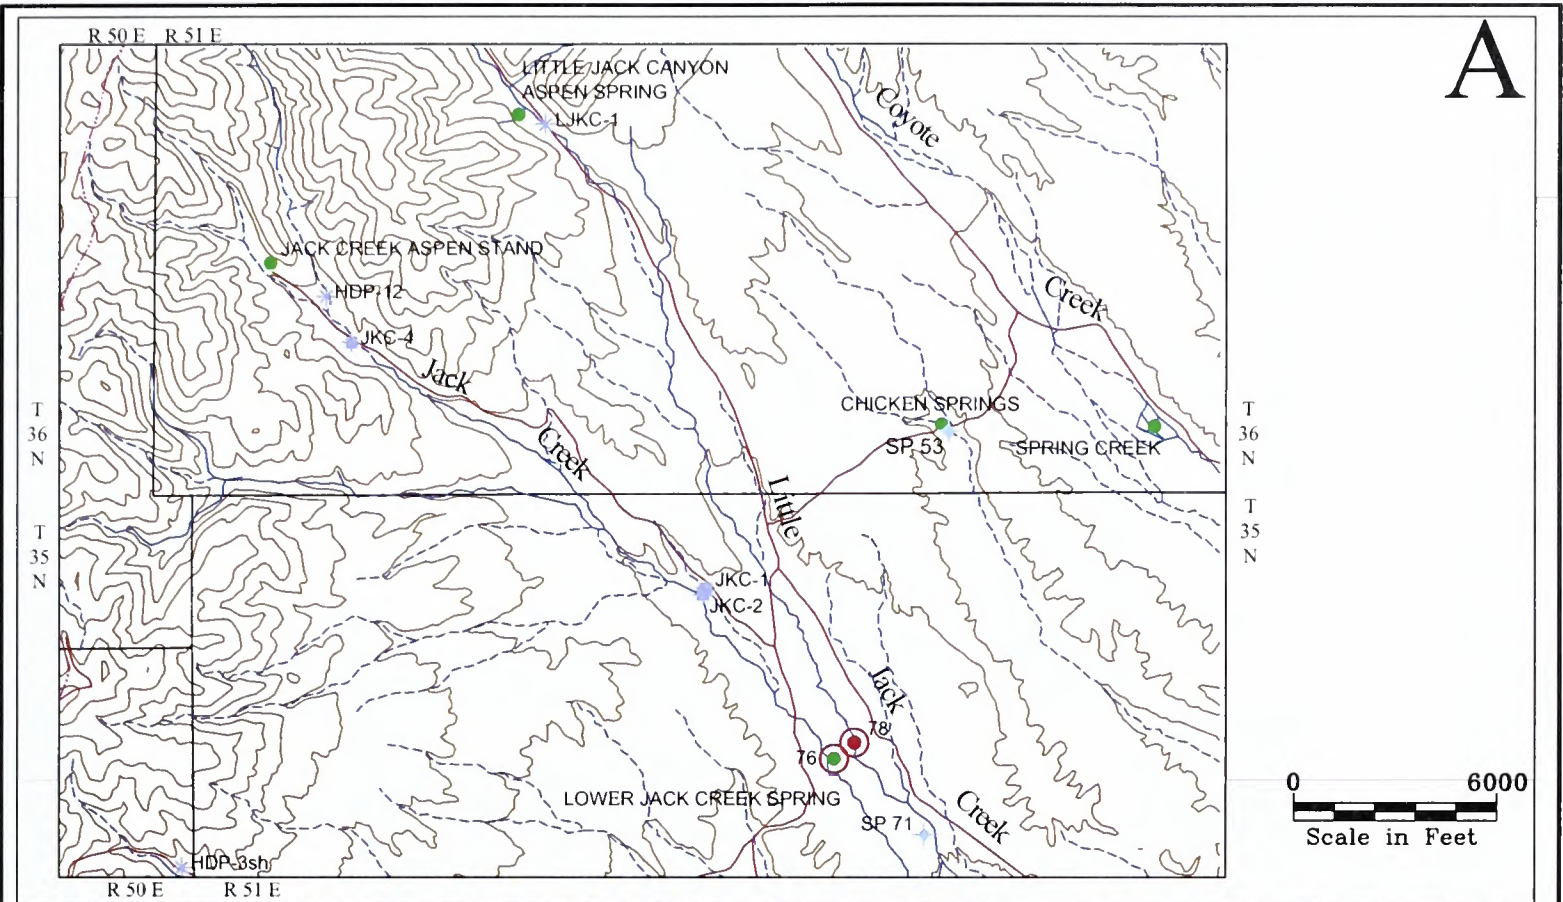 A
R 50 E R 51 E
LITTLE JACK CANYON
ASPEN SPRING
LJKC-1
Coyote
JACK CREEK ASPEN STAND
HDP-12
Creek
JKC-4
Jack
CHICKEN SPRINGS
T
36
N
T
36
N
SP 53
SPRING CREEK
Creek
Little
T
35
N
T
35
N
JKC-1
JKC-2
Jack
78
76
LOWER JACK CREEK SPRING
SP 71
Creek
0 6000
Scale in Feet
HDP-3sh
R 50 E R 51 E